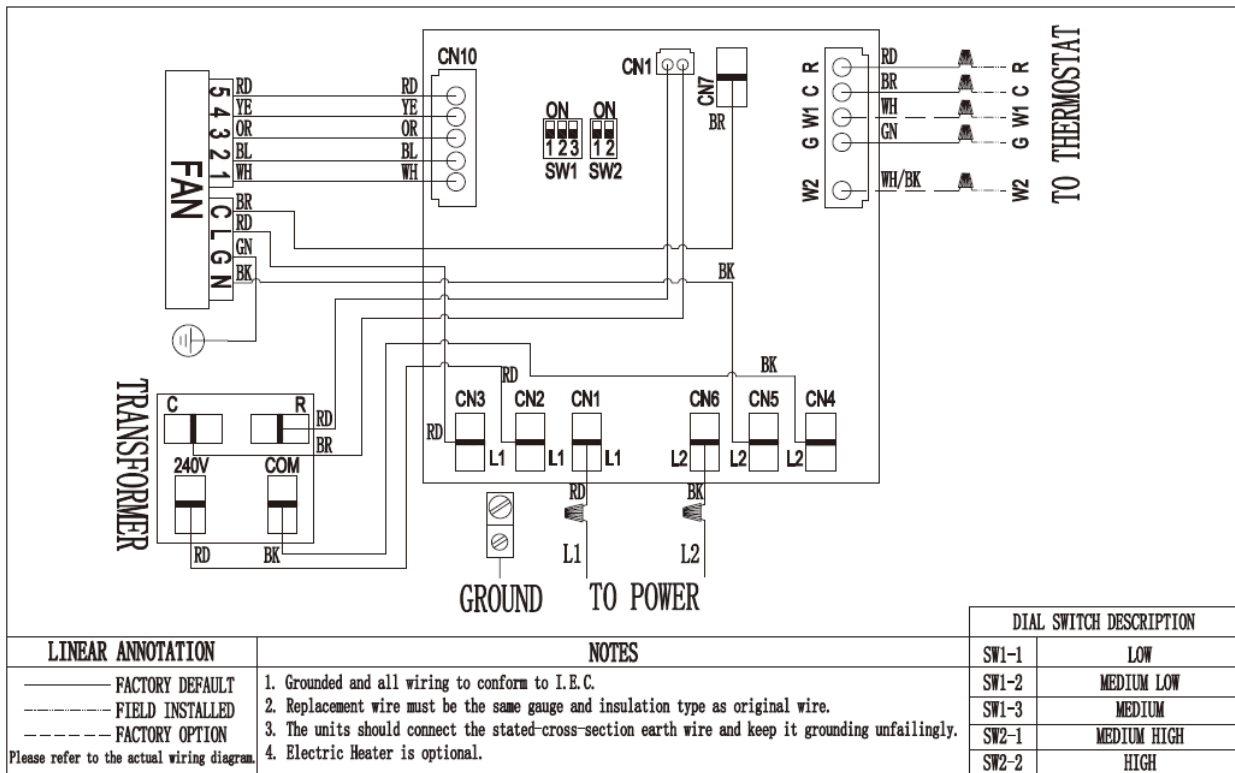 CN10
CN1
CN7
BR
ON
1 2 3
SW1
ON
1 2
SW2
FAN
5 RD RD
4 YE YE
3 OR OR
2 BL BL
1 WH WH
C BR
L RD
G GN
N BK
BK
R RD R
C BR C
W1 WH W1
G GN G
W2 WH/BK W2
TO THERMOSTAT
TRANSFORMER
C R
RD
BR
240V COM
RD BK
RD
CN3 L1
RD
CN2 L1
CN1 L1
CN6 L2
CN5 L2
BK
CN4 L2
RD BK
L1 L2
GROUND TO POWER
LINEAR ANNOTATION
FACTORY DEFAULT
FIELD INSTALLED
FACTORY OPTION
Please refer to the actual wiring diagram.
NOTES
1. Grounded and all wiring to conform to I.E.C.
2. Replacement wire must be the same gauge and insulation type as original wire.
3. The units should connect the stated-cross-section earth wire and keep it grounding unfailingly.
4. Electric Heater is optional.
DIAL SWITCH DESCRIPTION
SW1-1 LOW
SW1-2 MEDIUM LOW
SW1-3 MEDIUM
SW2-1 MEDIUM HIGH
SW2-2 HIGH